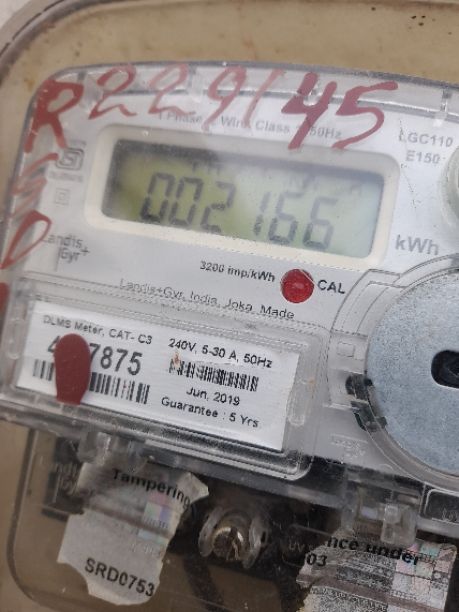 R229145
1 Phase 2 Wire, Class 1, 50Hz
LGC110
E150
002166
kWh
Landis+
Gyr
3200 imp/kWh
CAL
Landis+Gyr, India, Joka, Made
DLMS Meter, CAT- C3
240V, 5-30 A, 50Hz
7875
Jun, 2019
Guarantee : 5 Yrs
Tampering
SRD0753
nce under
03